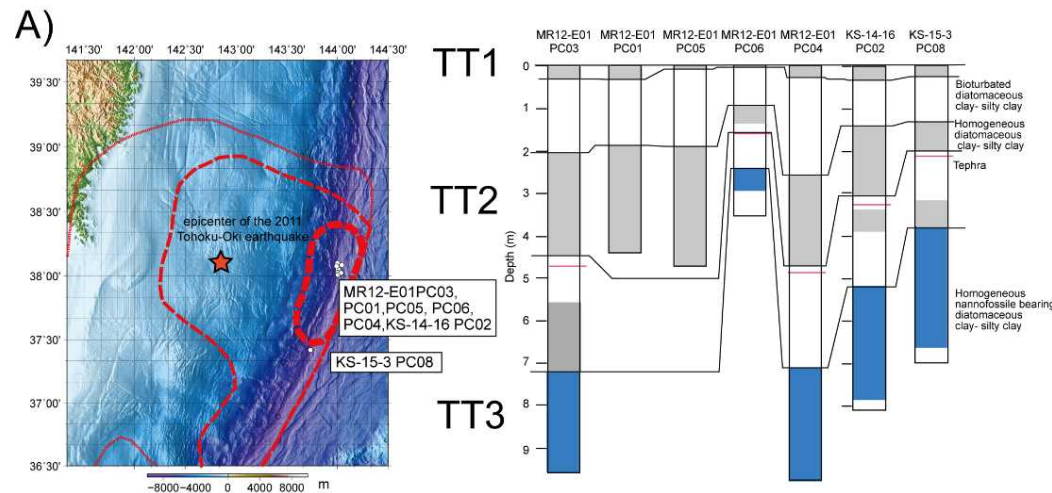 A)
141˚30' 142˚00' 142˚30' 143˚00' 143˚30' 144˚00' 144˚30'
39˚30'
39˚00'
38˚30'
38˚00'
37˚30'
37˚00'
36˚30'
epicenter of the 2011
Tohoku-Oki earthquake
MR12-E01PC03,
PC01,PC05, PC06,
PC04,KS-14-16 PC02
KS-15-3 PC08
−8000−4000 0 4000 8000 m
TT1
TT2
TT3
MR12-E01 PC03
MR12-E01 PC01
MR12-E01 PC05
MR12-E01 PC06
MR12-E01 PC04
KS-14-16 PC02
KS-15-3 PC08
Depth (m)
0
1
2
3
4
5
6
7
8
9
Bioturbated
diatomaceous
clay- silty clay
Homogeneous
diatomaceous
clay- silty clay
Tephra
Homogeneous
nannofossile bearing
diatomaceous
clay- silty clay